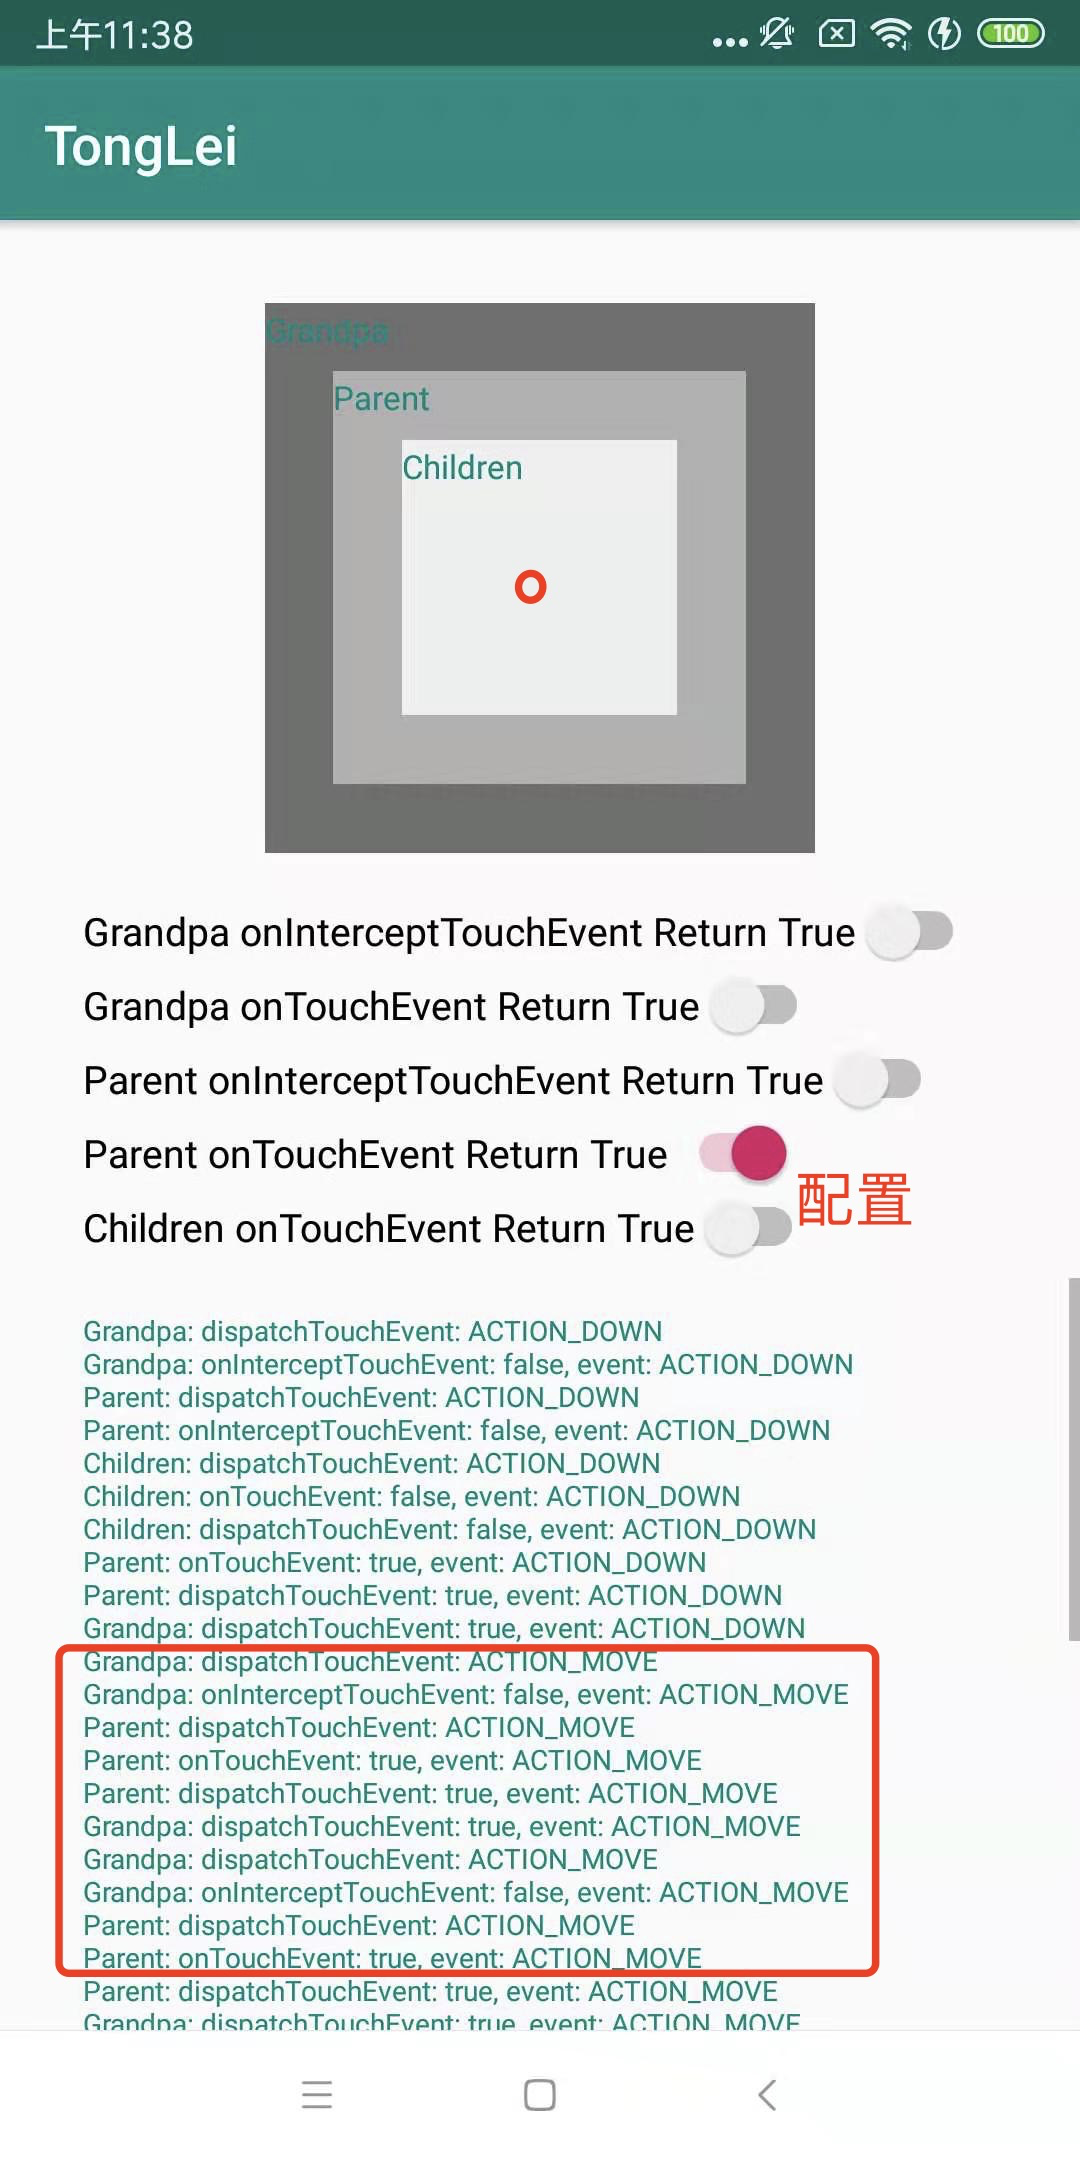 上午11:38
100
TongLei
Grandpa
Parent
Children
Grandpa onInterceptTouchEvent Return True
Grandpa onTouchEvent Return True
Parent onInterceptTouchEvent Return True
Parent onTouchEvent Return True
配置
Children onTouchEvent Return True
Grandpa: dispatchTouchEvent: ACTION_DOWN
Grandpa: onInterceptTouchEvent: false, event: ACTION_DOWN
Parent: dispatchTouchEvent: ACTION_DOWN
Parent: onInterceptTouchEvent: false, event: ACTION_DOWN
Children: dispatchTouchEvent: ACTION_DOWN
Children: onTouchEvent: false, event: ACTION_DOWN
Children: dispatchTouchEvent: false, event: ACTION_DOWN
Parent: onTouchEvent: true, event: ACTION_DOWN
Parent: dispatchTouchEvent: true, event: ACTION_DOWN
Grandpa: dispatchTouchEvent: true, event: ACTION_DOWN
Grandpa: dispatchTouchEvent: ACTION_MOVE
Grandpa: onInterceptTouchEvent: false, event: ACTION_MOVE
Parent: dispatchTouchEvent: ACTION_MOVE
Parent: onTouchEvent: true, event: ACTION_MOVE
Parent: dispatchTouchEvent: true, event: ACTION_MOVE
Grandpa: dispatchTouchEvent: true, event: ACTION_MOVE
Grandpa: dispatchTouchEvent: ACTION_MOVE
Grandpa: onInterceptTouchEvent: false, event: ACTION_MOVE
Parent: dispatchTouchEvent: ACTION_MOVE
Parent: onTouchEvent: true, event: ACTION_MOVE
Parent: dispatchTouchEvent: true, event: ACTION_MOVE
Grandpa: dispatchTouchEvent: true, event: ACTION_MOVE